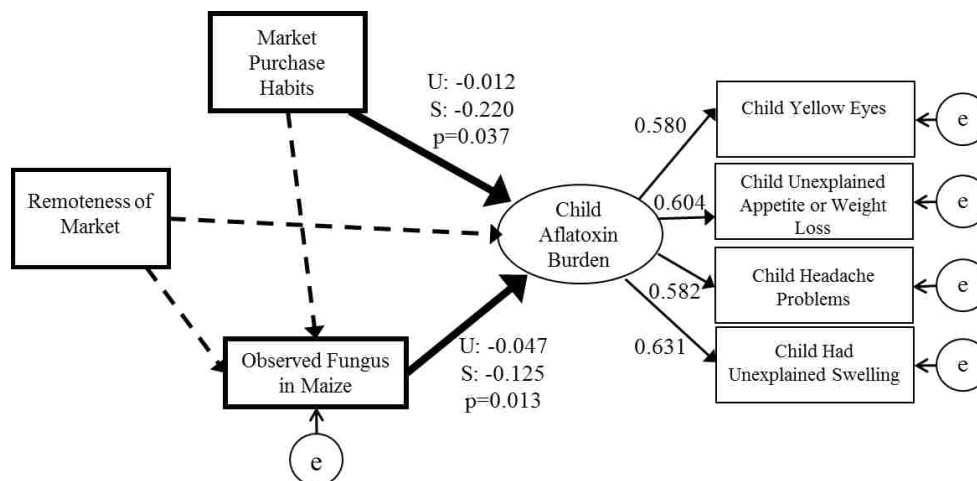 Market
Purchase
Habits
U: -0.012
S: -0.220
p=0.037
Remoteness of
Market
Child
Aflatoxin
Burden
Observed Fungus
in Maize
U: -0.047
S: -0.125
p=0.013
e
0.580
0.604
0.582
0.631
Child Yellow Eyes
e
Child Unexplained
Appetite or Weight
Loss
e
Child Headache
Problems
e
Child Had
Unexplained Swelling
e